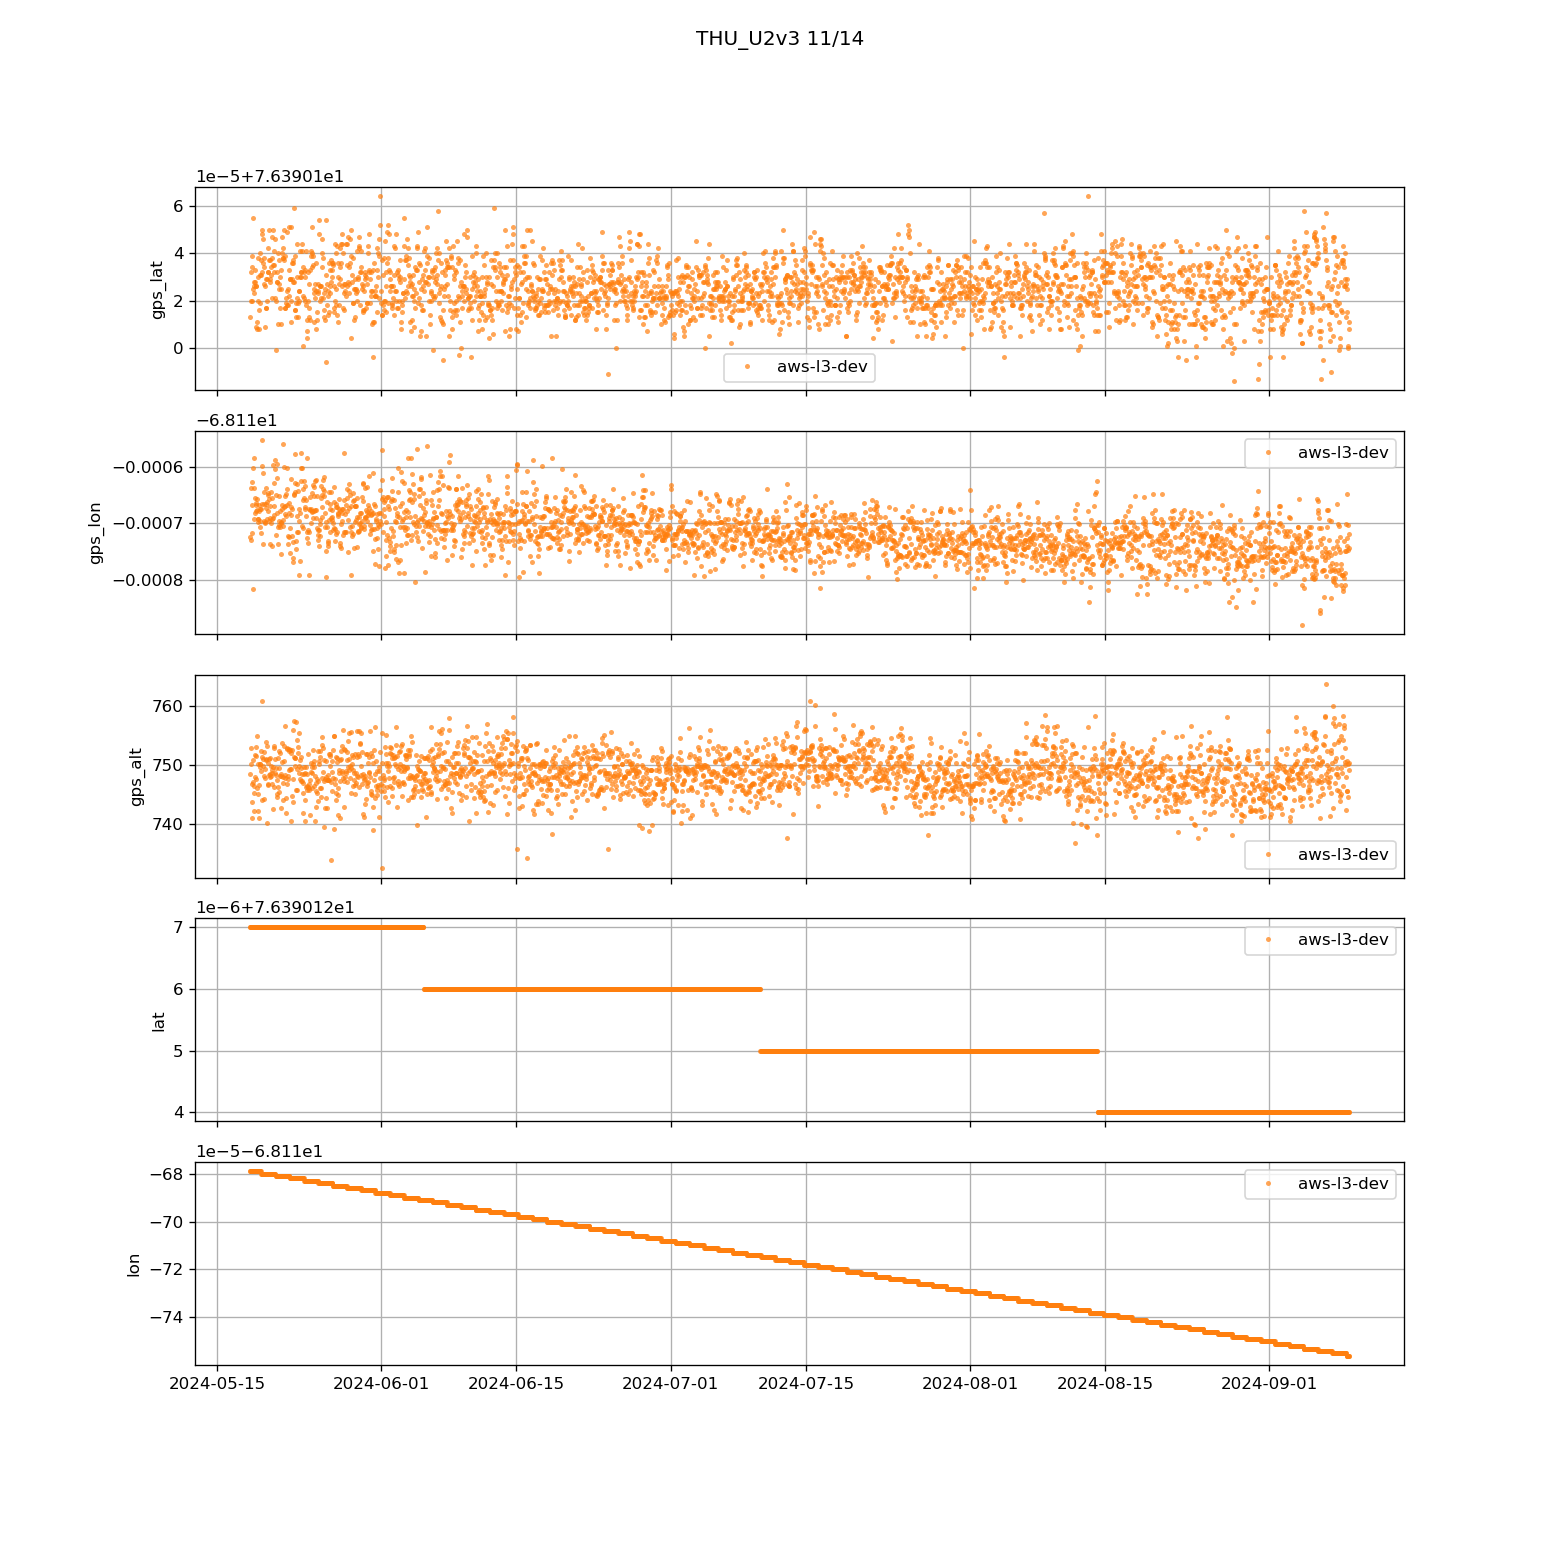 THU_U2v3 11/14
1e−5+7.63901e1
6
4
2
0
gps_lat
aws-l3-dev
−6.811e1
−0.0006
−0.0007
−0.0008
gps_lon
aws-l3-dev
760
750
740
gps_alt
aws-l3-dev
1e−6+7.639012e1
7
6
5
4
lat
aws-l3-dev
1e−5−6.811e1
−68
−70
−72
−74
lon
aws-l3-dev
2024-05-15 2024-06-01 2024-06-15 2024-07-01 2024-07-15 2024-08-01 2024-08-15 2024-09-01